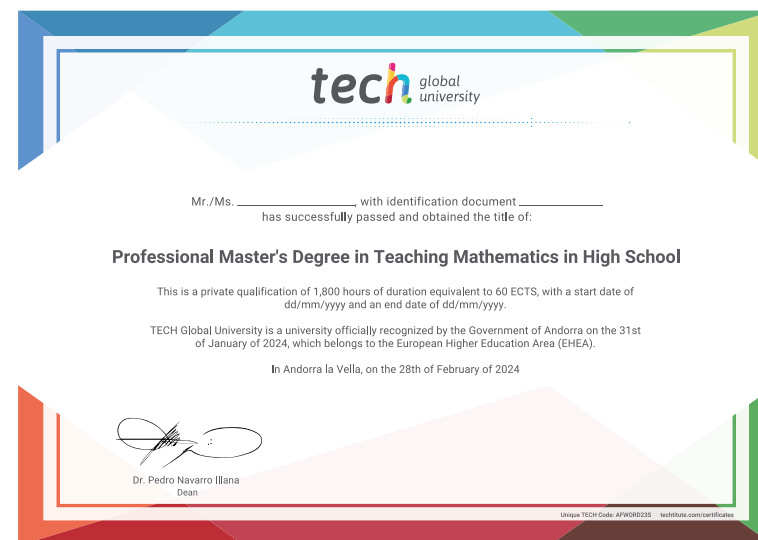 tech global university
Mr./Ms. ____________________, with identification document ______________
has successfully passed and obtained the title of:
Professional Master's Degree in Teaching Mathematics in High School
This is a private qualification of 1,800 hours of duration equivalent to 60 ECTS, with a start date of
dd/mm/yyyy and an end date of dd/mm/yyyy.
TECH Global University is a university officially recognized by the Government of Andorra on the 31st
of January of 2024, which belongs to the European Higher Education Area (EHEA).
In Andorra la Vella, on the 28th of February of 2024
Dr. Pedro Navarro Illana
Dean
Unique TECH Code: AFWORD23S techtitute.com/certificates